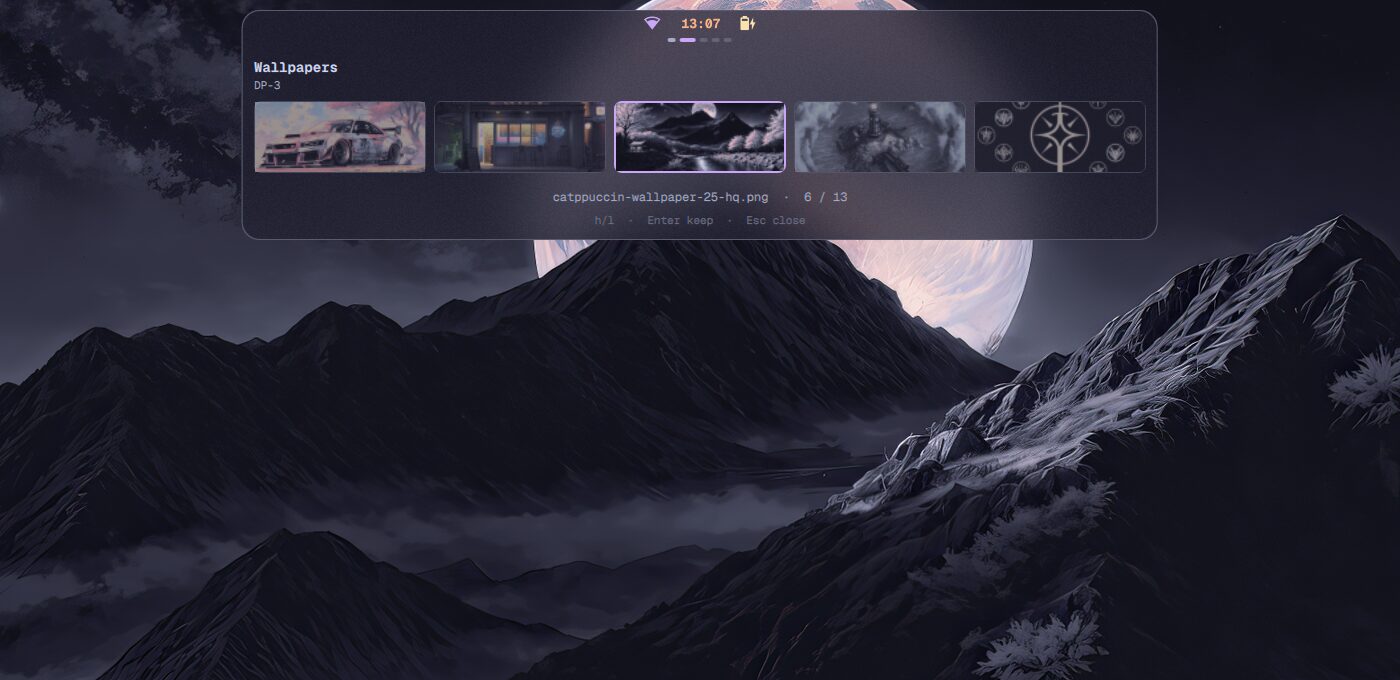 13:07
Wallpapers
DP-3
catppuccin-wallpaper-25-hq.png · 6 / 13
h/l · Enter keep · Esc close